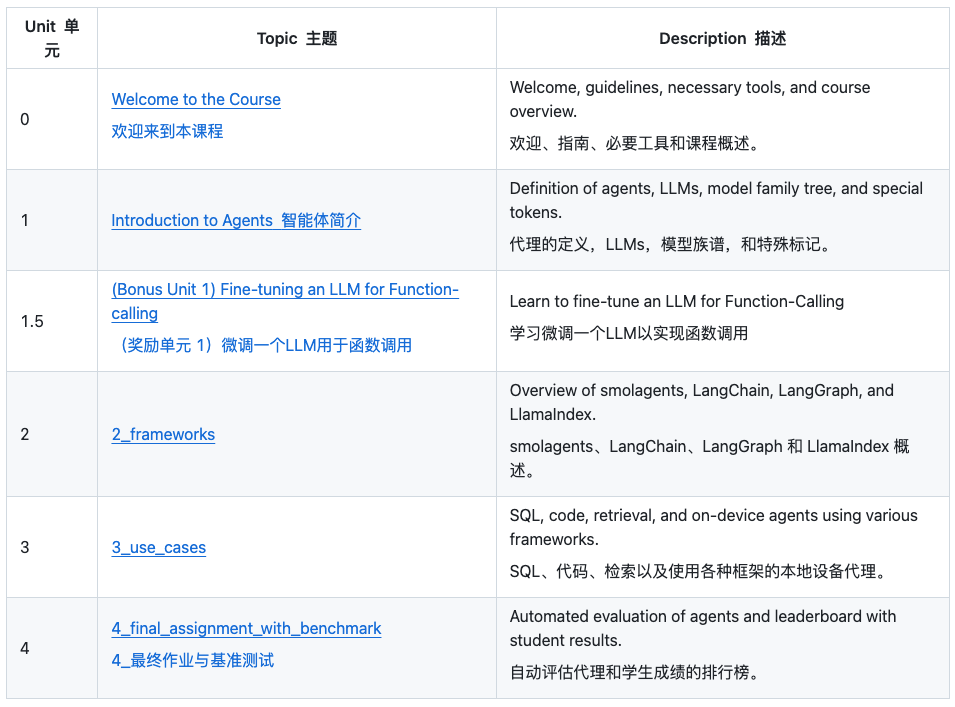 Unit 单
元
Topic 主题
Description 描述
0
Welcome to the Course
欢迎来到本课程
Welcome, guidelines, necessary tools, and course
overview.
欢迎、指南、必要工具和课程概述。
1
Introduction to Agents 智能体简介
Definition of agents, LLMs, model family tree, and special
tokens.
代理的定义，LLMs，模型族谱，和特殊标记。
1.5
(Bonus Unit 1) Fine-tuning an LLM for Function-
calling
（奖励单元 1）微调一个LLM用于函数调用
Learn to fine-tune an LLM for Function-Calling
学习微调一个LLM以实现函数调用
2
2_frameworks
Overview of smolagents, LangChain, LangGraph, and
LlamaIndex.
smolagents、LangChain、LangGraph 和 LlamaIndex 概
述。
3
3_use_cases
SQL, code, retrieval, and on-device agents using various
frameworks.
SQL、代码、检索以及使用各种框架的本地设备代理。
4
4_final_assignment_with_benchmark
4_最终作业与基准测试
Automated evaluation of agents and leaderboard with
student results.
自动评估代理和学生成绩的排行榜。